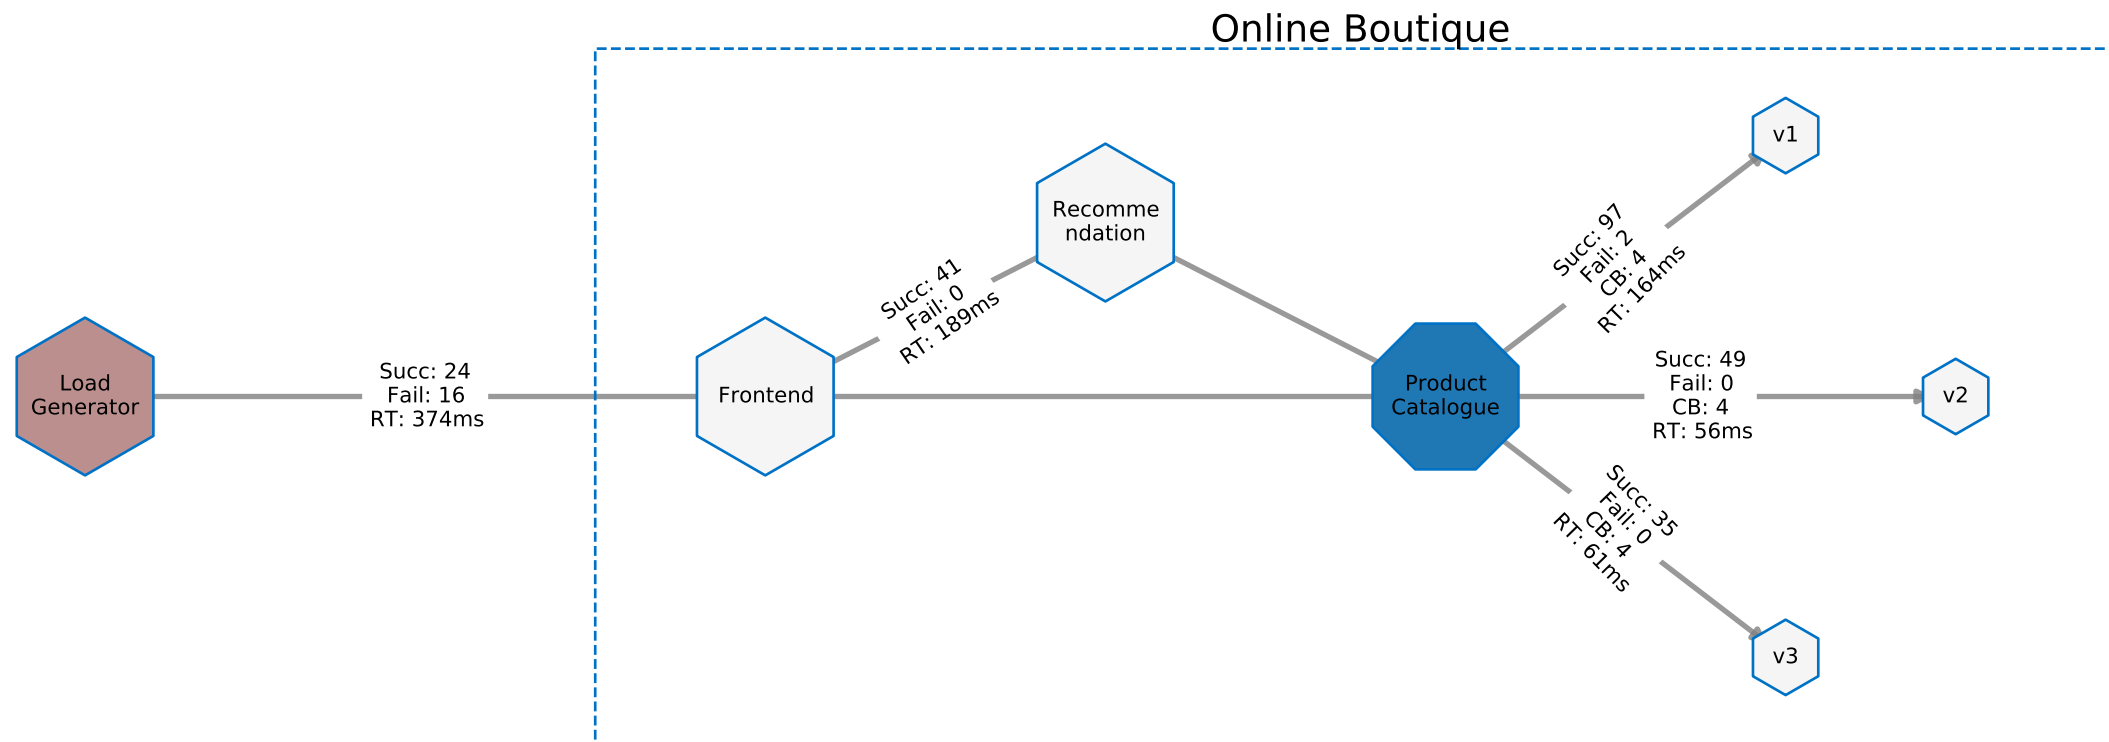 Online Boutique
Load
Generator
Succ: 24
Fail: 16
RT: 374ms
Frontend
Succ: 41
Fail: 0
RT: 189ms
Recomme
ndation
Product
Catalogue
Succ: 97
Fail: 2
CB: 4
RT: 164ms
v1
Succ: 49
Fail: 0
CB: 4
RT: 56ms
v2
Succ: 35
Fail: 0
CB: 4
RT: 61ms
v3